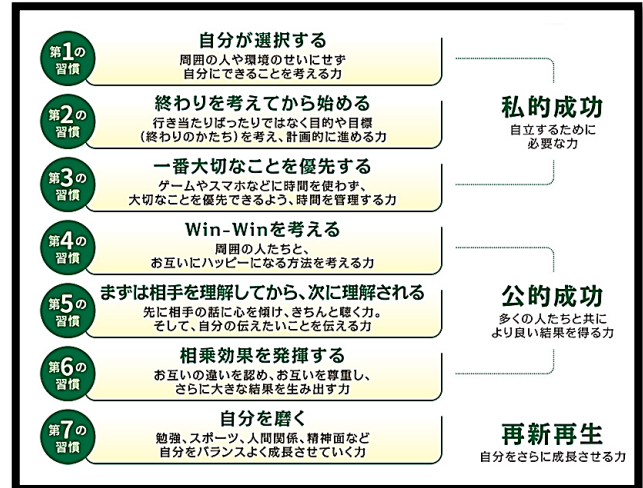 第1の習慣
自分が選択する
周囲の人や環境のせいにせず
自分にできることを考える力
第2の習慣
終わりを考えてから始める
行き当たりばったりではなく目的や目標
(終わりのかたち)を考え、計画的に進める力
第3の習慣
一番大切なことを優先する
ゲームやスマホなどに時間を使わず、
大切なことを優先できるよう、時間を管理する力
私的成功
自立するために
必要な力
第4の習慣
Win-Winを考える
周囲の人たちと、
お互いにハッピーになる方法を考える力
第5の習慣
まずは相手を理解してから、次に理解される
先に相手の話に心を傾け、きちんと聴く力。
そして、自分の伝えたいことを伝える力
第6の習慣
相乗効果を発揮する
お互いの違いを認め、お互いを尊重し、
さらに大きな結果を生み出す力
公的成功
多くの人たちと共に
より良い結果を得る力
第7の習慣
自分を磨く
勉強、スポーツ、人間関係、精神面など
自分をバランスよく成長させていく力
再新再生
自分をさらに成長させる力